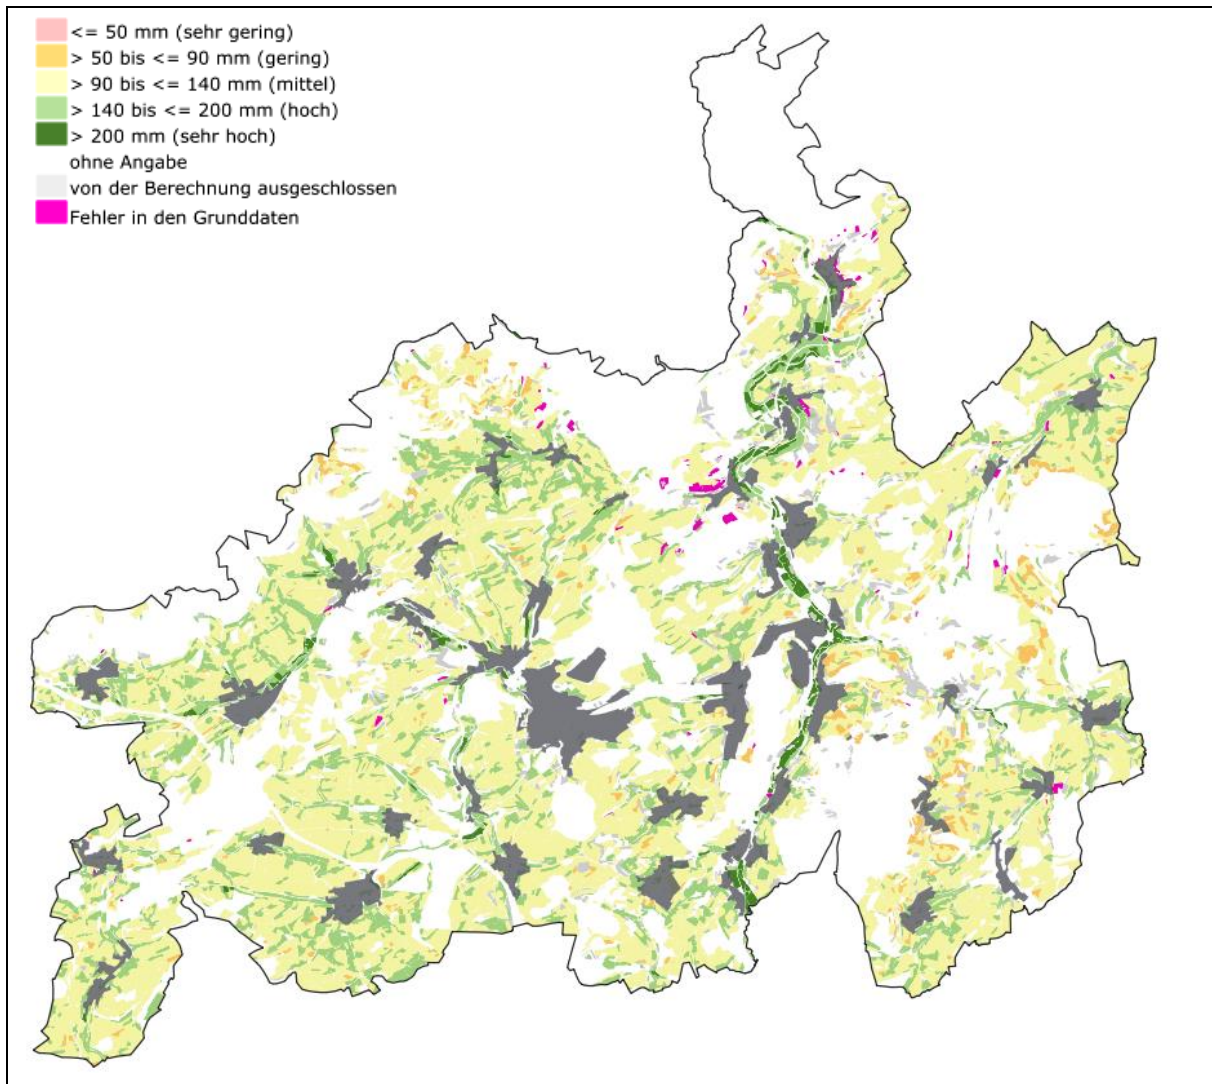 <= 50 mm (sehr gering)
> 50 bis <= 90 mm (gering)
> 90 bis <= 140 mm (mittel)
> 140 bis <= 200 mm (hoch)
> 200 mm (sehr hoch)
ohne Angabe
von der Berechnung ausgeschlossen
Fehler in den Grunddaten